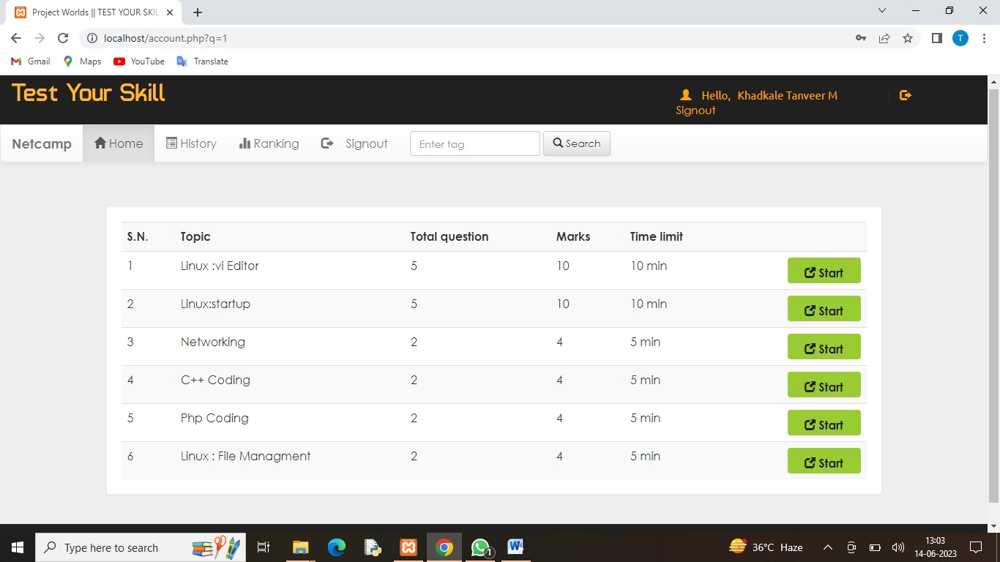 Project Worlds || TEST YOUR SKIL
localhost/account.php?q=1
T
Gmail Maps YouTube Translate
Test Your Skill
Hello, Khadkale Tanveer M
Signout
Netcamp Home History Ranking Signout Enter tag Search
S.N. Topic Total question Marks Time limit
1 Linux :vi Editor 5 10 10 min Start
2 Linux:startup 5 10 10 min Start
3 Networking 2 4 5 min Start
4 C++ Coding 2 4 5 min Start
5 Php Coding 2 4 5 min Start
6 Linux : File Managment 2 4 5 min Start
Type here to search 1 W 36°C Haze 13:03
14-06-2023